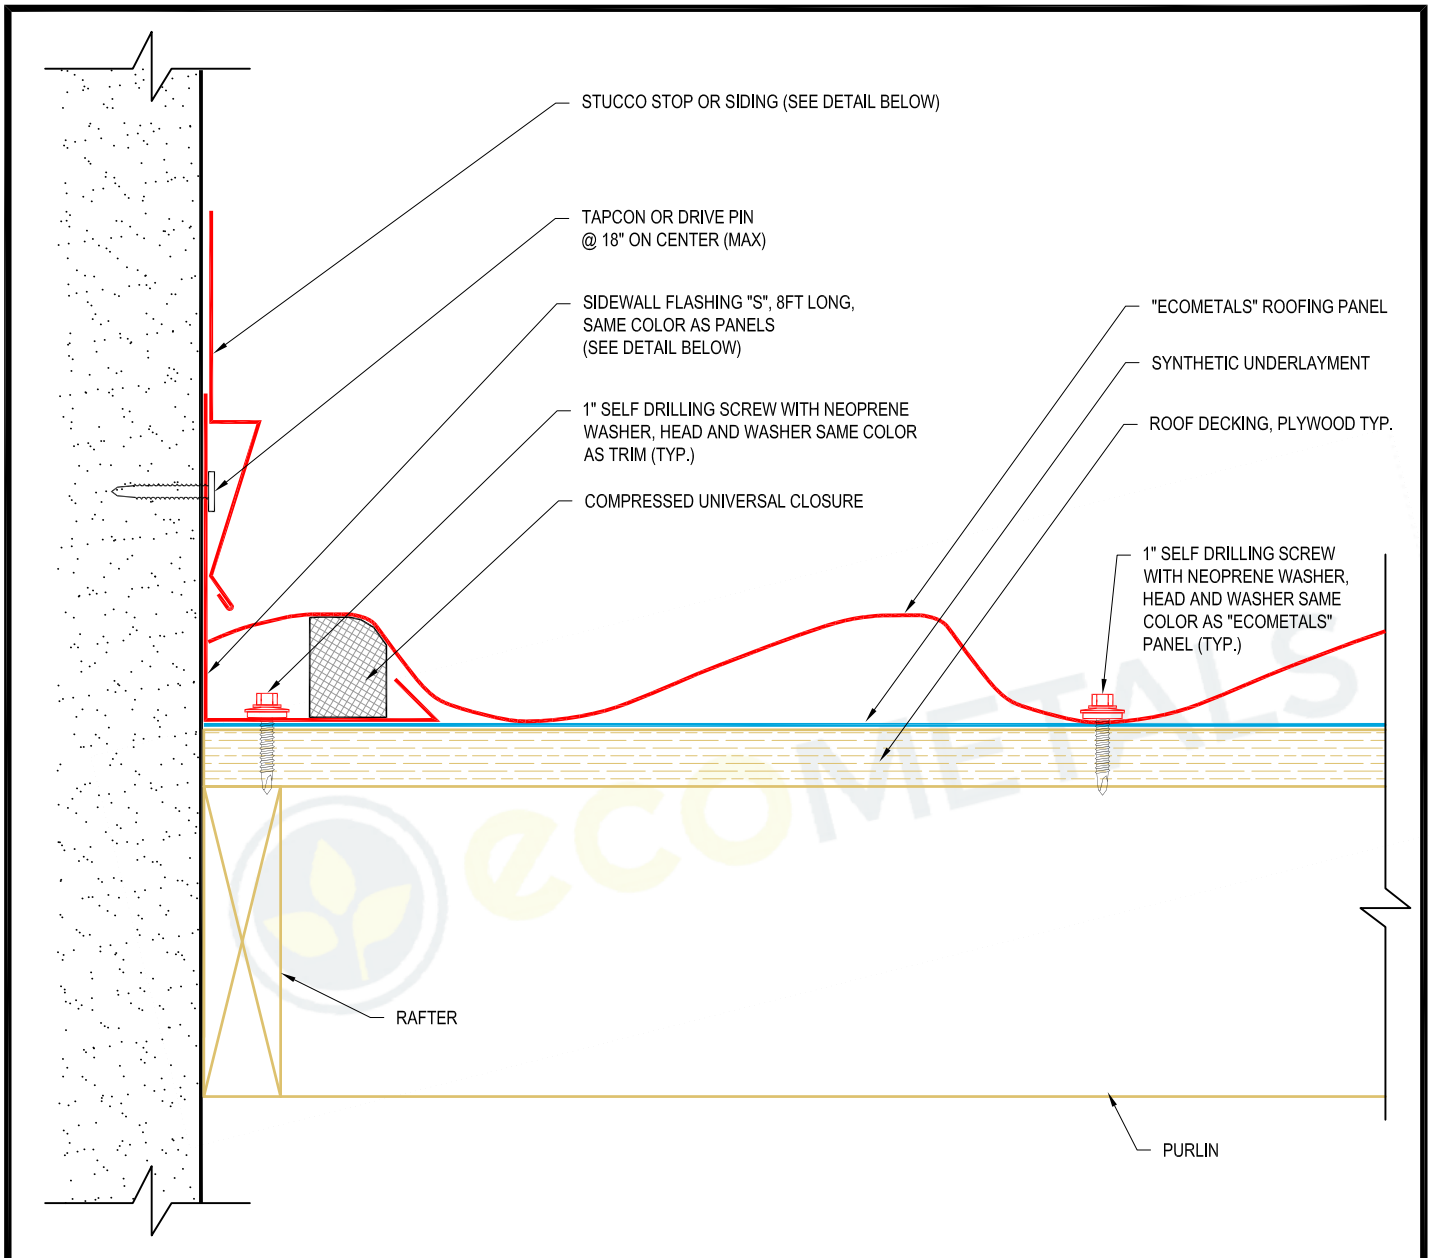 STUCCO STOP OR SIDING (SEE DETAIL BELOW)
TAPCON OR DRIVE PIN
@ 18" ON CENTER (MAX)
SIDEWALL FLASHING "S", 8FT LONG,
SAME COLOR AS PANELS
(SEE DETAIL BELOW)
1" SELF DRILLING SCREW WITH NEOPRENE
WASHER, HEAD AND WASHER SAME COLOR
AS TRIM (TYP.)
COMPRESSED UNIVERSAL CLOSURE
"ECOMETALS" ROOFING PANEL
SYNTHETIC UNDERLAYMENT
ROOF DECKING, PLYWOOD TYP.
1" SELF DRILLING SCREW
WITH NEOPRENE WASHER,
HEAD AND WASHER SAME
COLOR AS "ECOMETALS"
PANEL (TYP.)
ecoMETALS
RAFTER
PURLIN